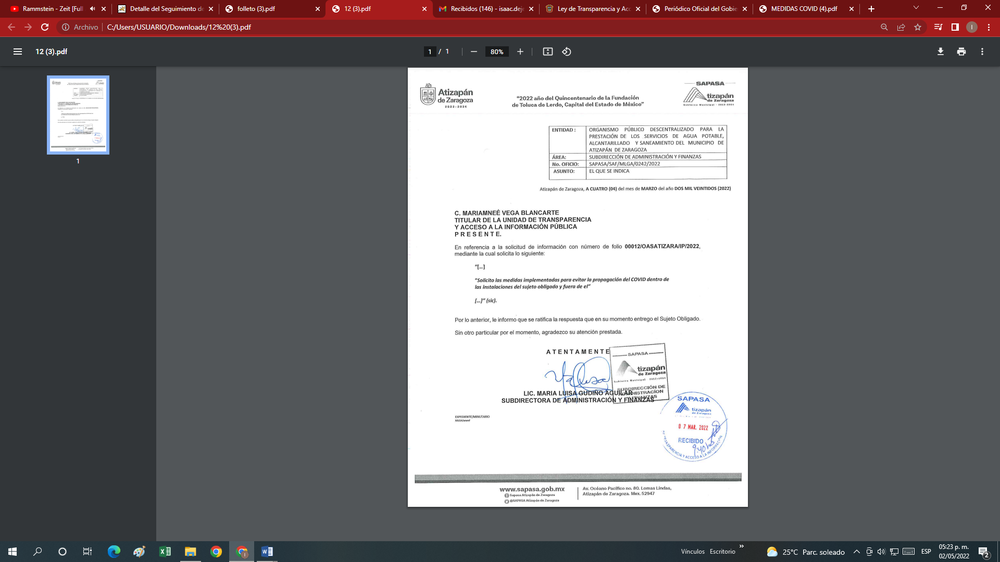 Rammstein - Zeit [Full
Detalle del Seguimiento de
folleto (3).pdf
12 (3).pdf
Recibidos (146) - isaac.deje
Ley de Transparencia y Acc
Periódico Oficial del Gobie
MEDIDAS COVID (4).pdf
Archivo
C:/Users/USUARIO/Downloads/12%20(3).pdf
I
12 (3).pdf
1 / 1
80%
1
Atizapán
de Zaragoza
2022-2024
"2022 año del Quincentenario de la Fundación
de Toluca de Lerdo, Capital del Estado de México"
SAPASA
tizapán
de Zaragoza
Gobierno Municipal · 2022-2024
ENTIDAD : ORGANISMO PÚBLICO DESCENTRALIZADO PARA LA
PRESTACIÓN DE LOS SERVICIOS DE AGUA POTABLE,
ALCANTARILLADO Y SANEAMIENTO DEL MUNICIPIO DE
ATIZAPÁN DE ZARAGOZA
ÁREA: SUBDIRECCIÓN DE ADMINISTRACIÓN Y FINANZAS
No. OFICIO: SAPASA/SAF/MLGA/0242/2022
ASUNTO: EL QUE SE INDICA
Atizapán de Zaragoza, A CUATRO (04) del mes de MARZO del año DOS MIL VEINTIDOS (2022)
C. MARIAMNEÉ VEGA BLANCARTE
TITULAR DE LA UNIDAD DE TRANSPARENCIA
Y ACCESO A LA INFORMACIÓN PÚBLICA
P R E S E N T E.
En referencia a la solicitud de información con número de folio 00012/OASATIZARA/IP/2022,
mediante la cual solicita lo siguiente:
"[...]
"Solicito las medidas implementadas para evitar la propagación del COVID dentro de
las instalaciones del sujeto obligado y fuera de el"
[...]" (sic).
Por lo anterior, le informo que se ratifica la respuesta que en su momento entrego el Sujeto Obligado.
Sin otro particular por el momento, agradezco su atención prestada.
A T E N T A M E N T E
SAPASA
tizapán
de Zaragoza
Gobierno Municipal 2022-2024
SUBDIRECCIÓN DE
ADMINISTRACIÓN
Y FINANZAS
LIC. MARIA LUISA GUDIÑO AGUILAR
SUBDIRECTORA DE ADMINISTRACIÓN Y FINANZAS
SAPASA
tizapán
de Zaragoza
0 7 MAR. 2022
RECIBIDO
9:40 hrs
TRANSPARENCIA Y ACCESO A LA INFORMACIÓN
EXPEDIENTE/MINUTARIO
www.sapasa.gob.mx
Sapasa Atizapán de Zaragoza
@SAPASA Atizapán de Zaragoza
Av. Océano Pacífico no. 80. Lomas Lindas,
Atizapán de Zaragoza. Mex. 52947
Vínculos Escritorio
25°C Parc. soleado
ESP
05:23 p. m.
02/05/2022
2